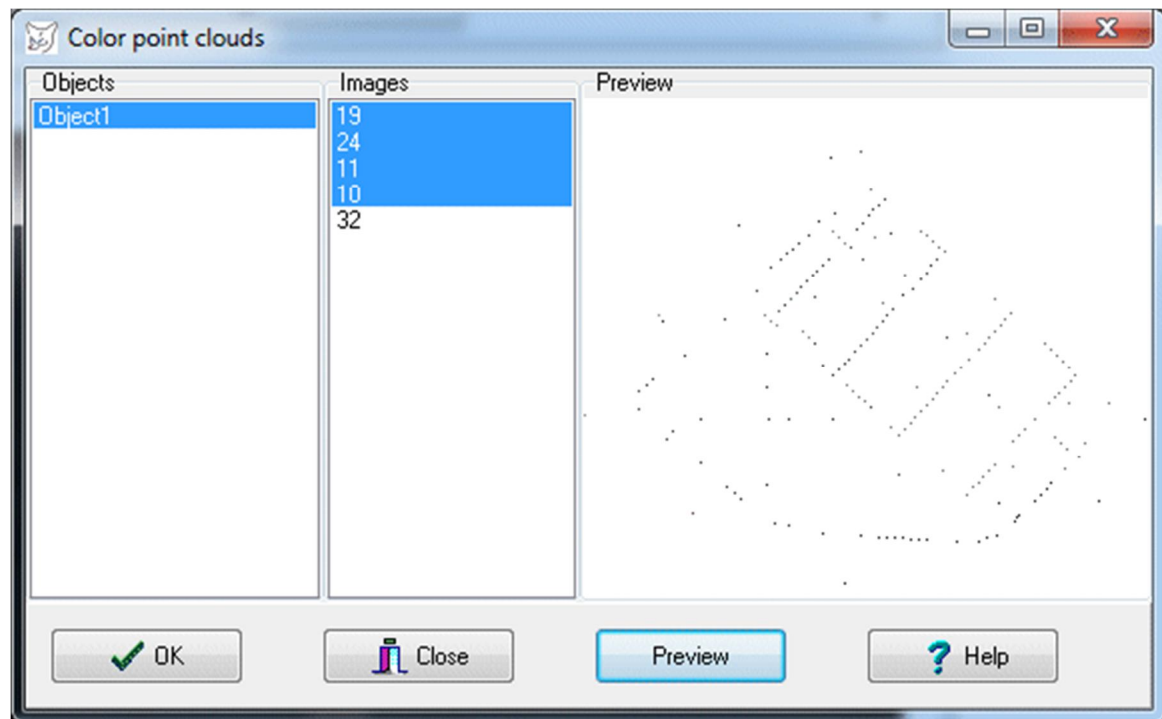 Color point clouds
Objects
Images
Preview
Object1
19
24
11
10
32
OK
Close
Preview
Help